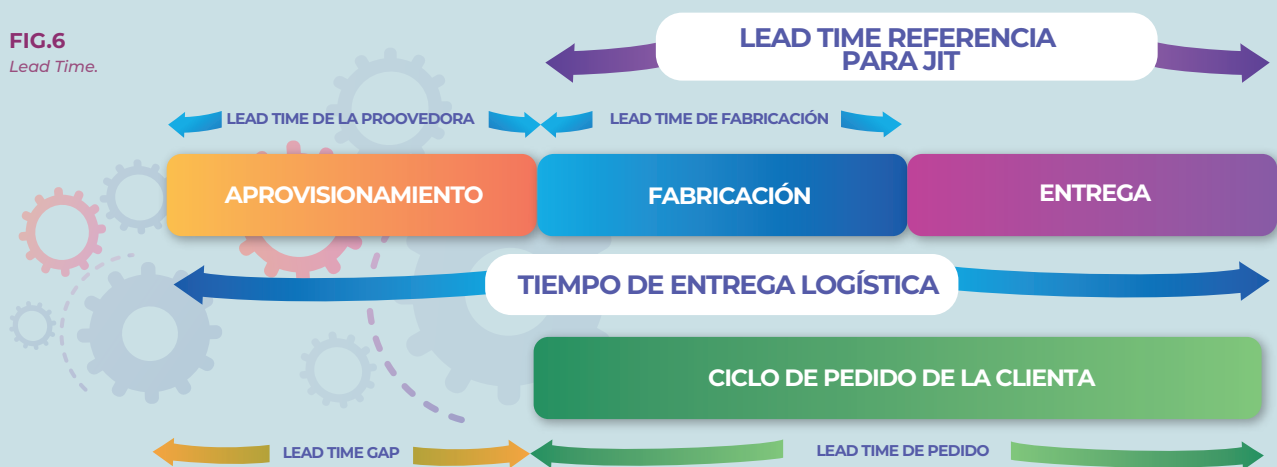 FIG.6
Lead Time.
LEAD TIME REFERENCIA
PARA JIT
LEAD TIME DE LA PROOVEDORA
LEAD TIME DE FABRICACIÓN
APROVISIONAMIENTO
FABRICACIÓN
ENTREGA
TIEMPO DE ENTREGA LOGÍSTICA
CICLO DE PEDIDO DE LA CLIENTA
LEAD TIME GAP
LEAD TIME DE PEDIDO